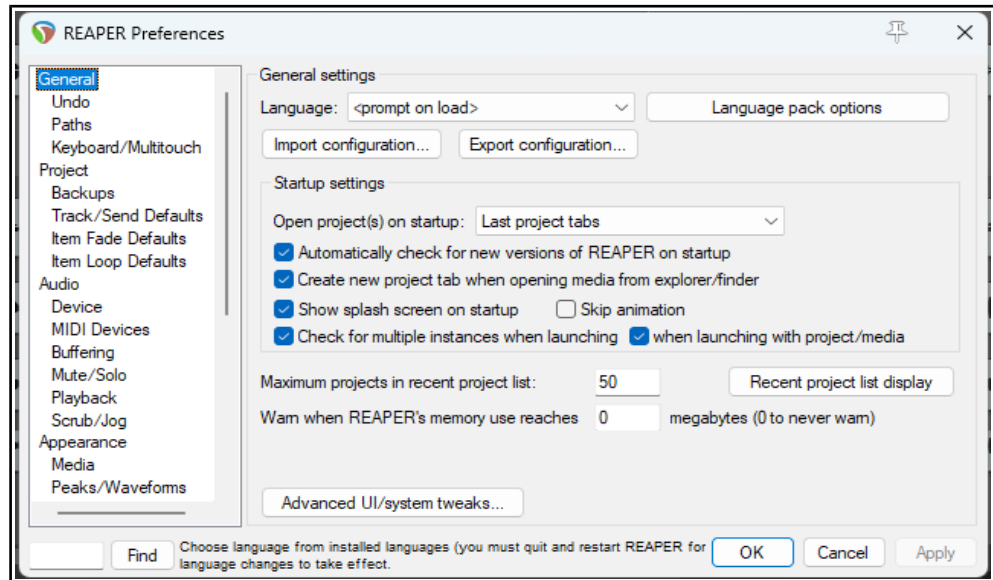 REAPER Preferences
General
Undo
Paths
Keyboard/Multitouch
Project
Backups
Track/Send Defaults
Item Fade Defaults
Item Loop Defaults
Audio
Device
MIDI Devices
Buffering
Mute/Solo
Playback
Scrub/Jog
Appearance
Media
Peaks/Waveforms
General settings
Language: <prompt on load> Language pack options
Import configuration... Export configuration...
Startup settings
Open project(s) on startup: Last project tabs
Automatically check for new versions of REAPER on startup
Create new project tab when opening media from explorer/finder
Show splash screen on startup Skip animation
Check for multiple instances when launching when launching with project/media
Maximum projects in recent project list: 50 Recent project list display
Warn when REAPER's memory use reaches 0 megabytes (0 to never warn)
Advanced UI/system tweaks...
Find
Choose language from installed languages (you must quit and restart REAPER for
language changes to take effect.
OK Cancel Apply